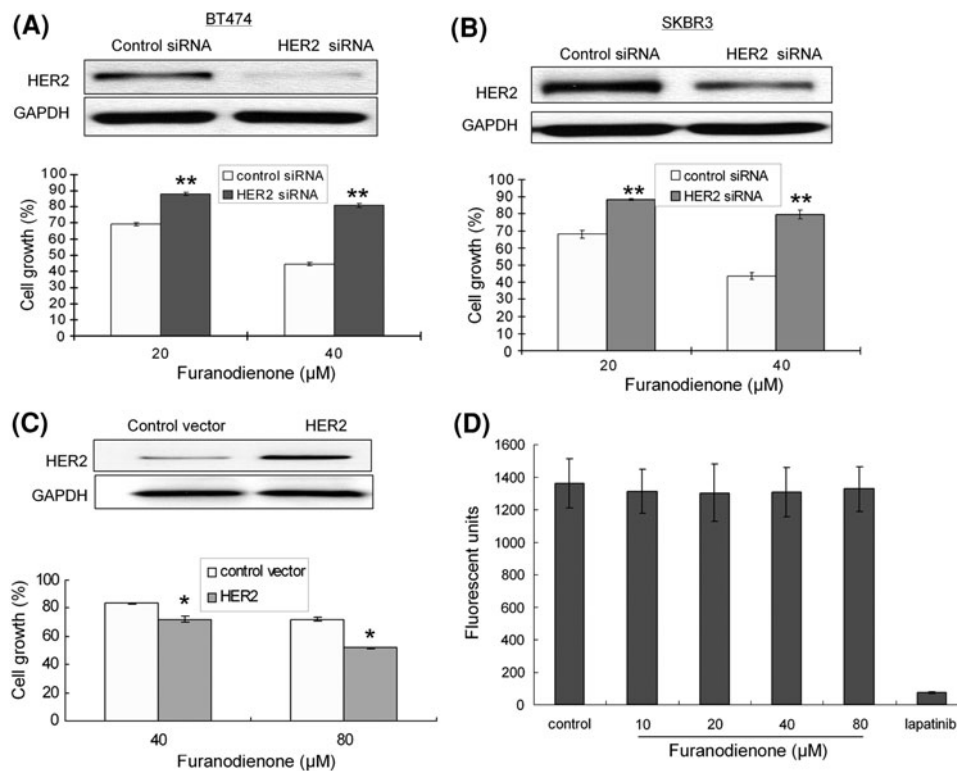 (A)
BT474
Control siRNA HER2 siRNA
HER2
GAPDH
control siRNA
HER2 siRNA
**
**
Cell growth (%)
100
90
80
70
60
50
40
30
20
10
0
20 40
Furanodienone (µM)
(B)
SKBR3
Control siRNA HER2 siRNA
HER2
GAPDH
control siRNA
HER2 siRNA
**
**
Cell growth (%)
100
90
80
70
60
50
40
30
20
10
0
20 40
Furanodienone (µM)
(C)
Control vector HER2
HER2
GAPDH
control vector
HER2
*
*
Cell growth (%)
100
80
60
40
20
0
40 80
Furanodienone (µM)
(D)
Fluorescent units
1600
1400
1200
1000
800
600
400
200
0
control 10 20 40 80 lapatinib
Furanodienone (µM)